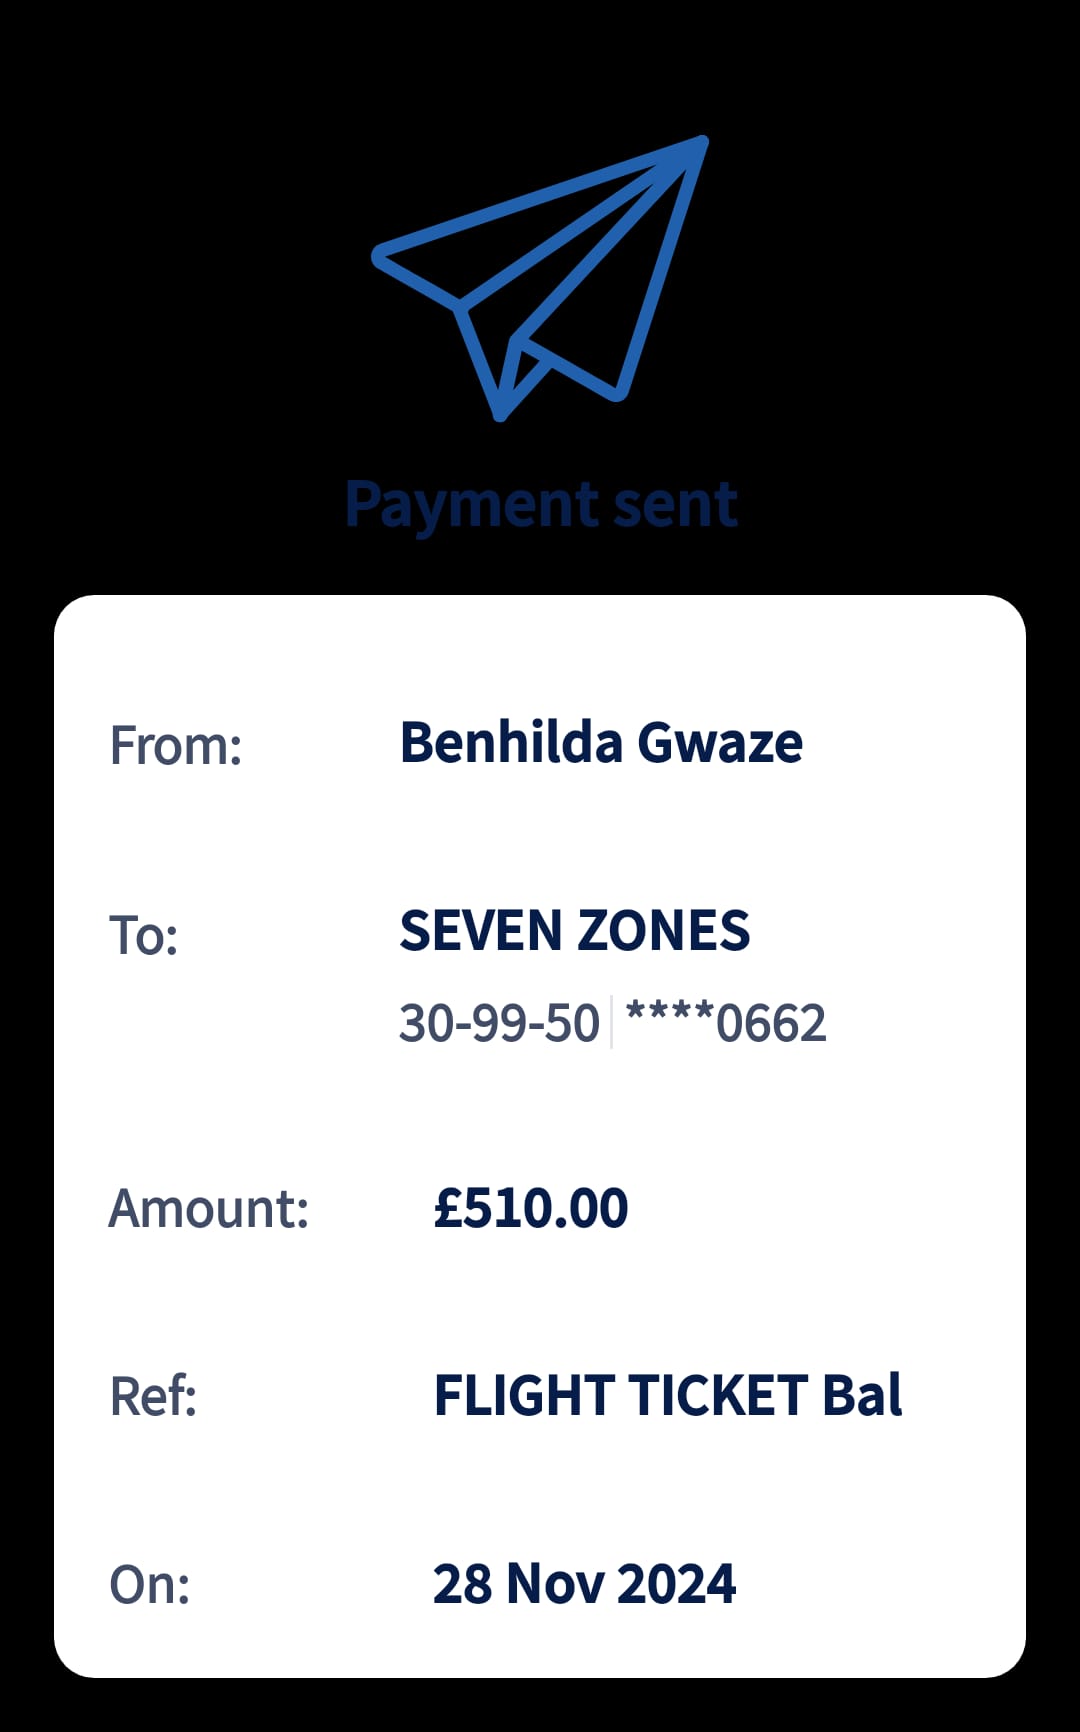 Payment sent
From: Benhilda Gwaze
To: SEVEN ZONES
30-99-50 ****0662
Amount: £510.00
Ref: FLIGHT TICKET Bal
On: 28 Nov 2024